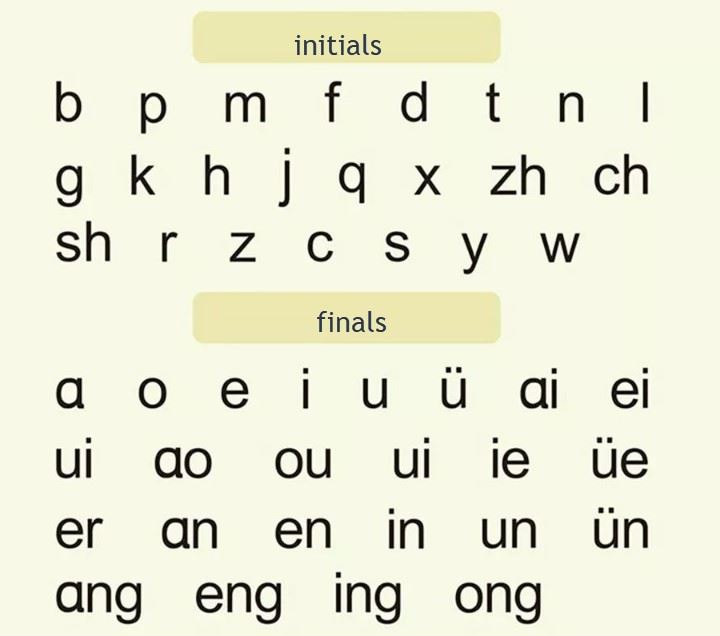 initials
b p m f d t n l
g k h j q x zh ch
sh r z c s y w
finals
ɑ o e i u ü ɑi ei
ui ɑo ou ui ie üe
er ɑn en in un ün
ɑng eng ing ong